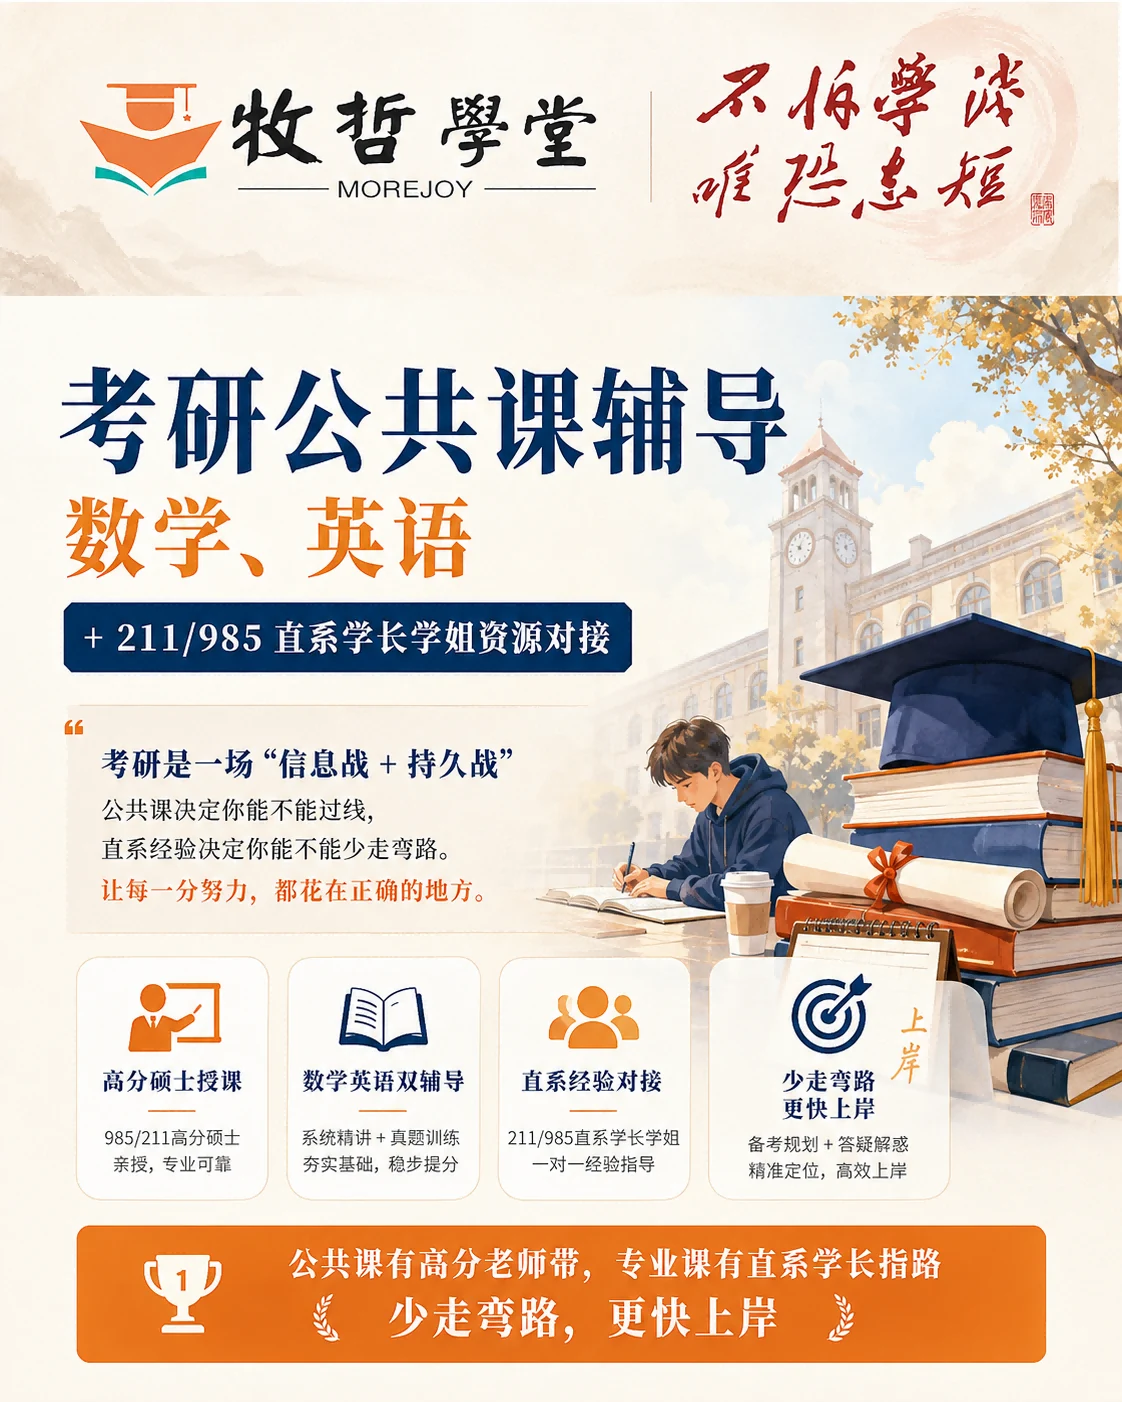 牧哲學堂
MOREJOY
不怕學淺
唯恐志短
考研公共课辅导
数学、英语
+ 211/985 直系学长学姐资源对接
“
考研是一场“信息战 + 持久战”
公共课决定你能不能过线，
直系经验决定你能不能少走弯路。
让每一分努力，都花在正确的地方。
高分硕士授课
985/211高分硕士
亲授，专业可靠
数学英语双辅导
系统精讲 + 真题训练
夯实基础，稳步提分
直系经验对接
211/985直系学长学姐
一对一经验指导
上岸
少走弯路
更快上岸
备考规划 + 答疑解惑
精准定位，高效上岸
1
公共课有高分老师带，专业课有直系学长指路
少走弯路，更快上岸